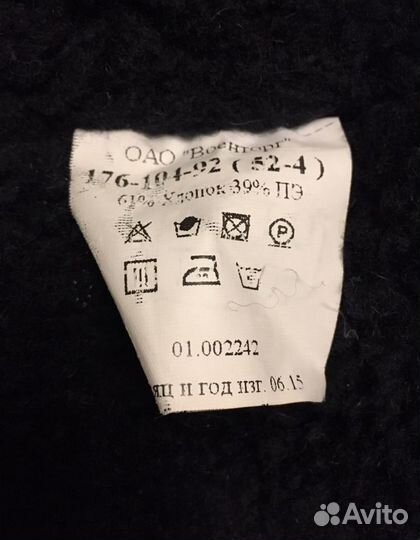 ОАО "Военторг"
176-104-92 ( 52-4 )
61% Хлопок 39% ПЭ
P
01.002242
ЯЦ И ГОД ИЗГ. 06.15
Avito